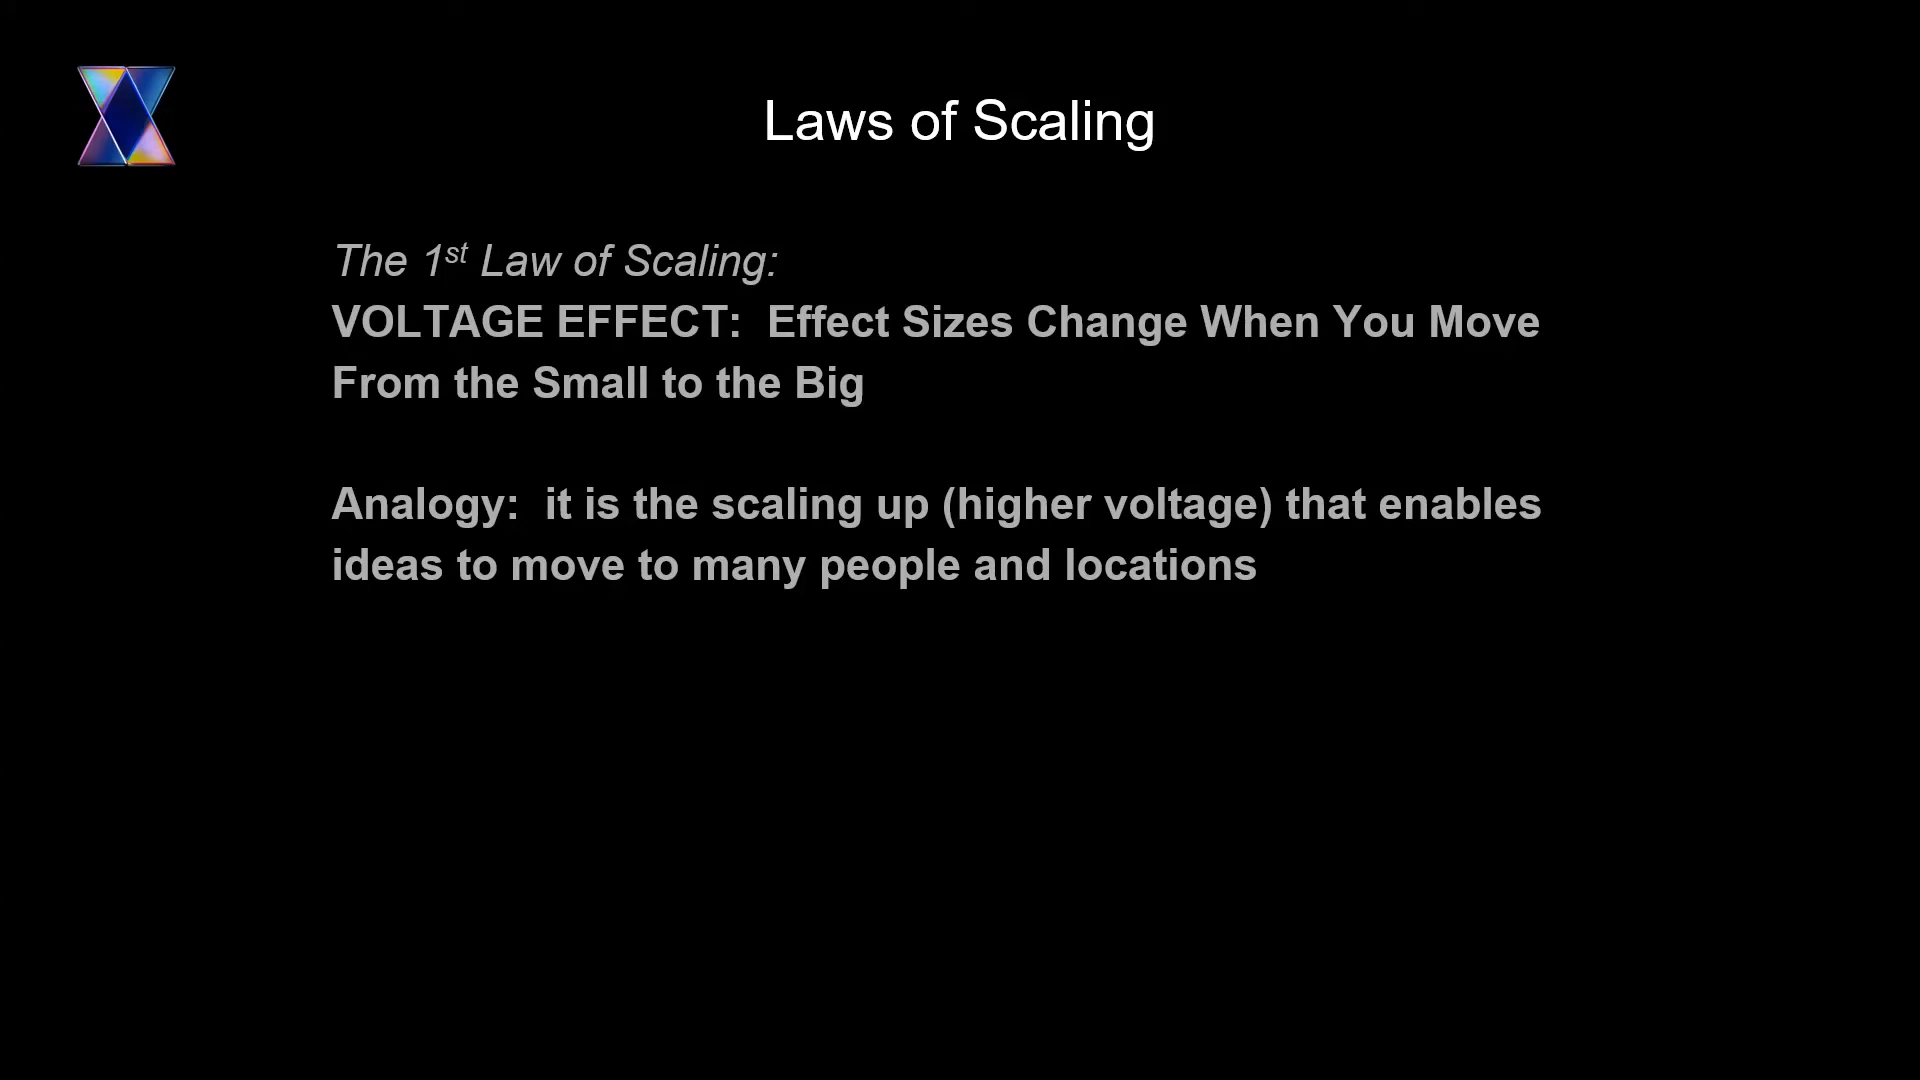 Laws of Scaling
The 1st Law of Scaling:
VOLTAGE EFFECT:  Effect Sizes Change When You Move
From the Small to the Big
Analogy:  it is the scaling up (higher voltage) that enables
ideas to move to many people and locations